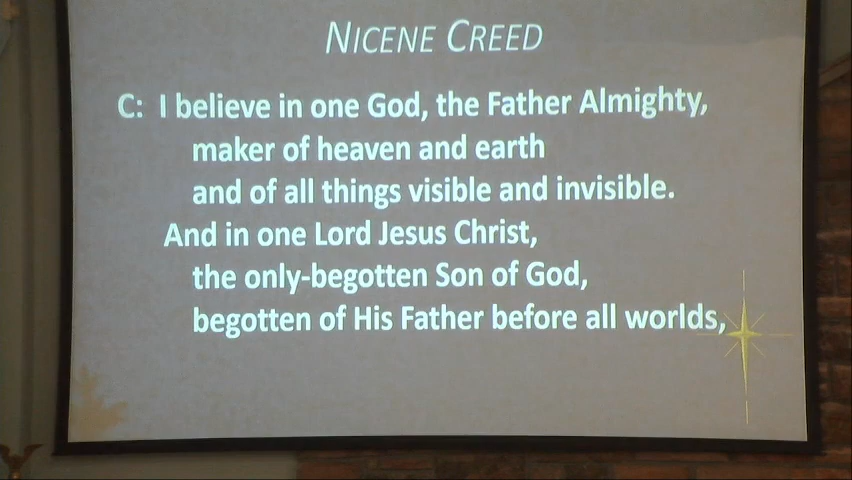 NICENE CREED
C: I believe in one God, the Father Almighty,
maker of heaven and earth
and of all things visible and invisible.
And in one Lord Jesus Christ,
the only-begotten Son of God,
begotten of His Father before all worlds,